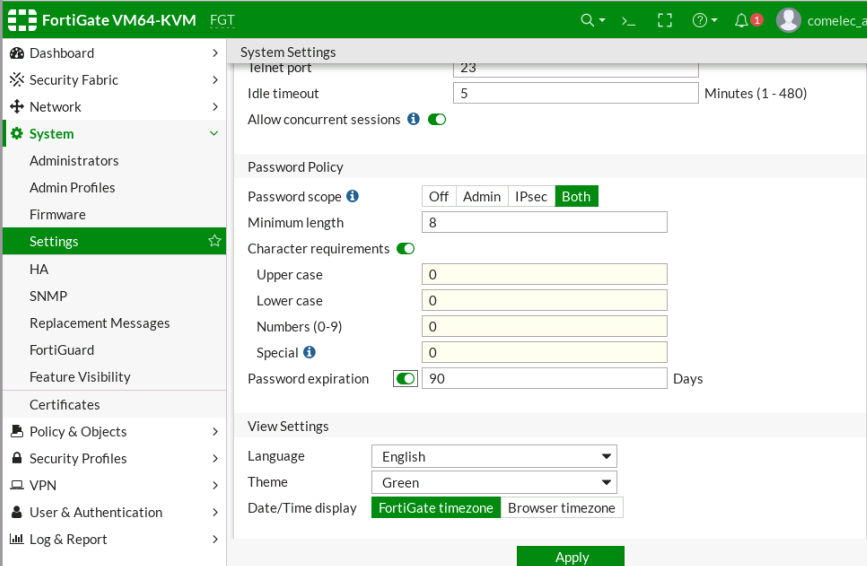 FortiGate VM64-KVM FGT
1
comelec_a
Dashboard
Security Fabric
Network
System
Administrators
Admin Profiles
Firmware
Settings
HA
SNMP
Replacement Messages
FortiGuard
Feature Visibility
Certificates
Policy & Objects
Security Profiles
VPN
User & Authentication
Log & Report
System Settings
Telnet port 23
Idle timeout 5 Minutes (1 - 480)
Allow concurrent sessions
Password Policy
Password scope Off Admin IPsec Both
Minimum length 8
Character requirements
Upper case 0
Lower case 0
Numbers (0-9) 0
Special 0
Password expiration 90 Days
View Settings
Language English
Theme Green
Date/Time display FortiGate timezone Browser timezone
Apply